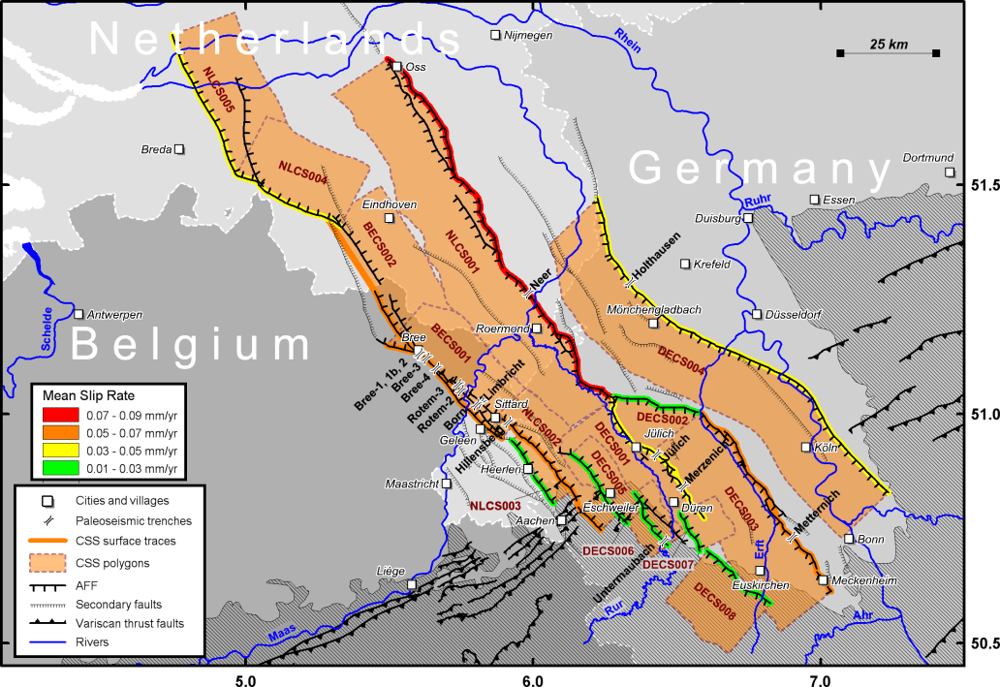 Netherlands
Nijmegen
Rhein
25 km
Oss
NLCS005
Breda
Germany
Dortmund
NLCS004
51.5
Essen
Ruhr
Eindhoven
Duisburg
BECS002
NLCS001
Holthausen
Krefeld
Neer
Mönchengladbach
Düsseldorf
Schelde
Antwerpen
Roermond
Belgium
Bree
BECS001
DECS004
Bree-1, 1b, 2
Bree-3
Bree-4
Rotem-3
Rotem-2
Born
Limbricht
Sittard
51.0
Mean Slip Rate
0.07 - 0.09 mm/yr
0.05 - 0.07 mm/yr
0.03 - 0.05 mm/yr
0.01 - 0.03 mm/yr
NLCS002
DECS002
DECS001
Jülich
Jülich
Geleen
Hillensberg
Köln
Merzenich
DECS005
Heerlen
Maastricht
NLCS003
Eschweiler
Düren
DECS003
Metternich
Aachen
DECS006
DECS007
Untermaubach
Bonn
Erft
Liège
Euskirchen
Meckenheim
DECS008
Rur
Ahr
Maas
50.5
Cities and villages
Paleoseismic trenches
CSS surface traces
CSS polygons
AFF
Secondary faults
Variscan thrust faults
Rivers
5.0
6.0
7.0